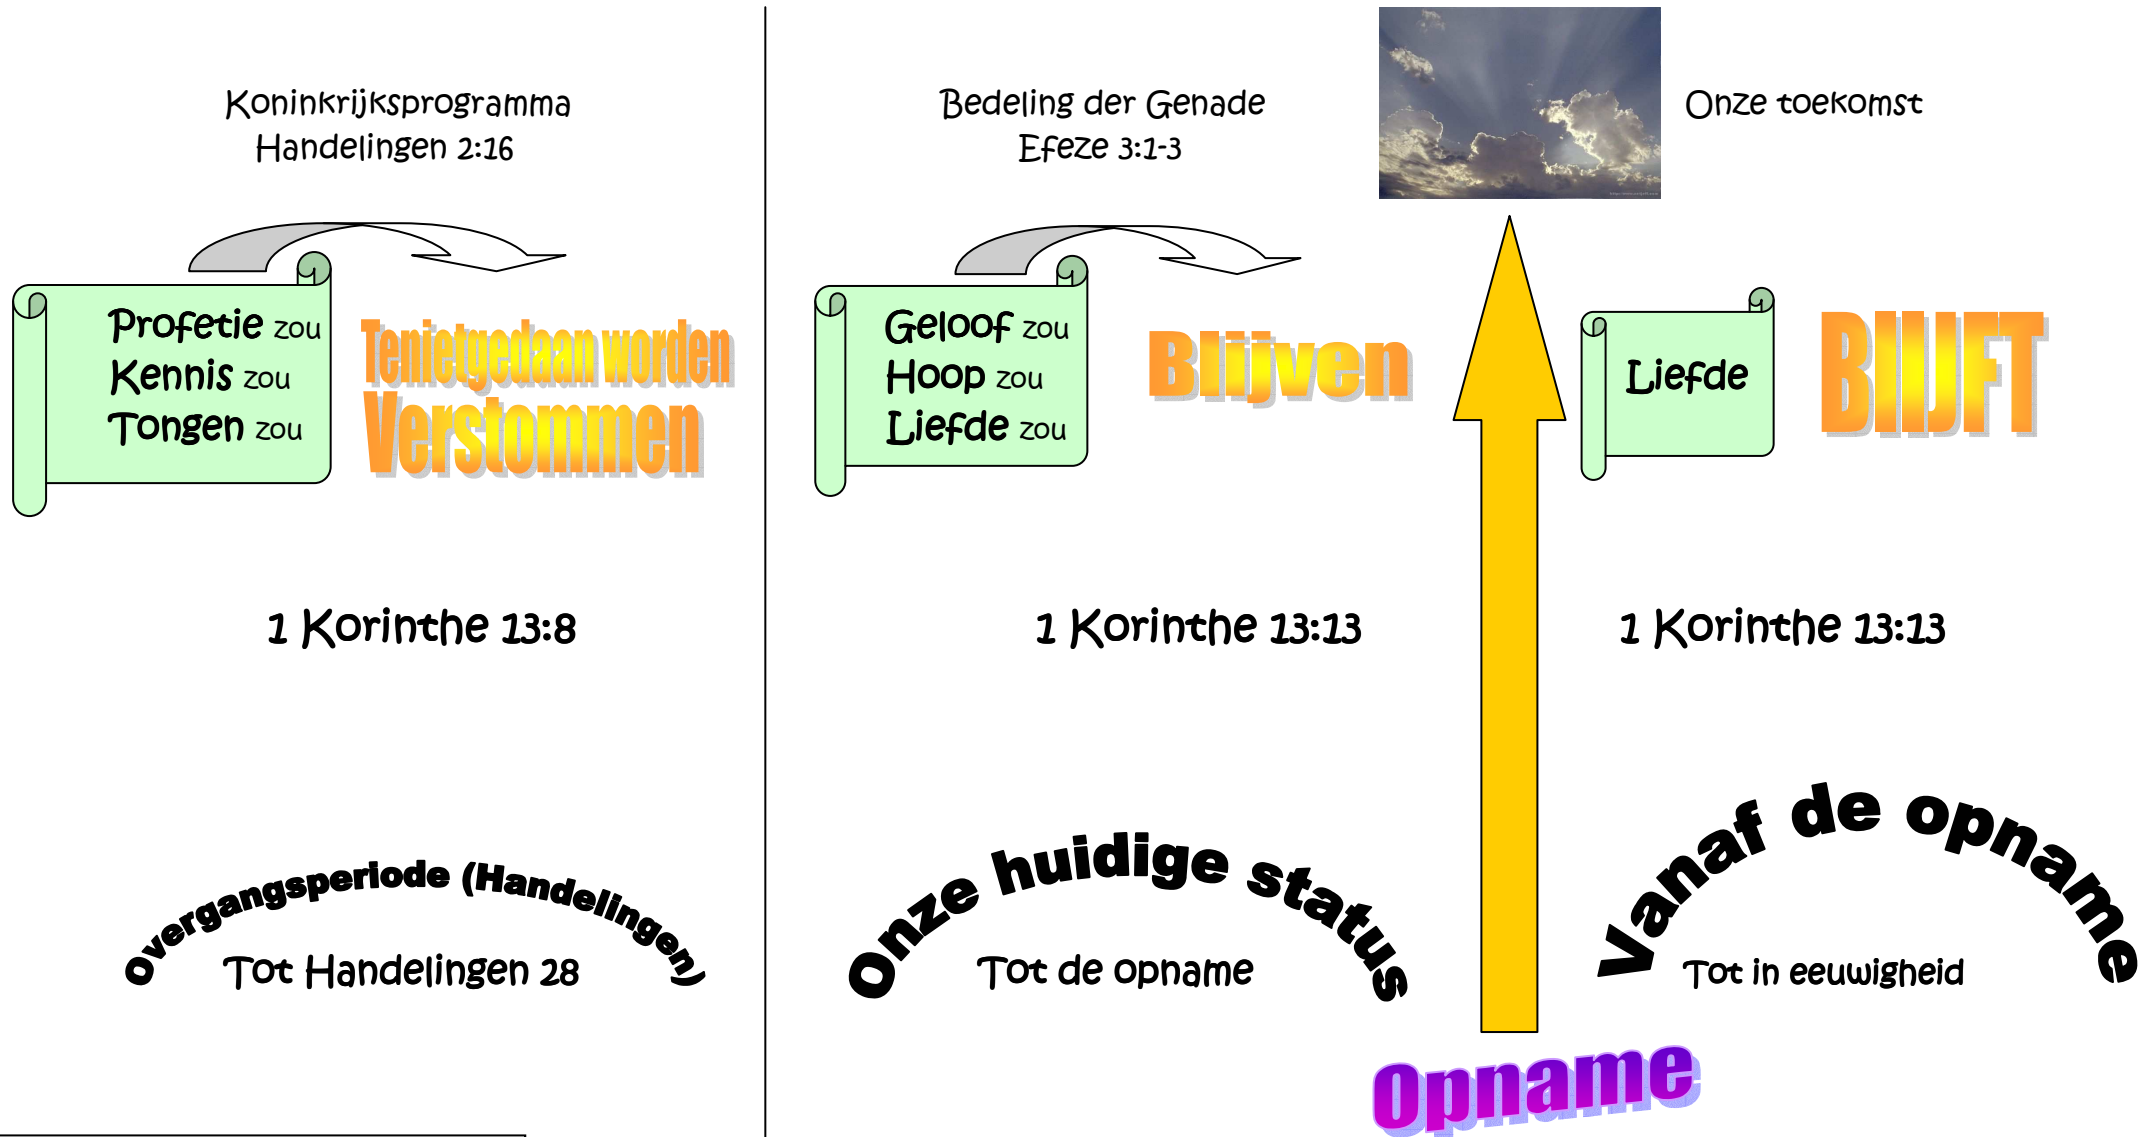 Koninkrijksprogramma
Handelingen 2:16
Profetie zou
Kennis zou
Tongen zou
Tenietgedaan worden
Verstommen
1 Korinthe 13:8
Overgangsperiode (Handelingen)
Tot Handelingen 28
Bedeling der Genade
Efeze 3:1-3
Geloof zou
Hoop zou
Liefde zou
Blijven
1 Korinthe 13:13
Onze huidige status
Tot de opname
Opname
Onze toekomst
Liefde
BlIJFT
1 Korinthe 13:13
Vanaf de opname
Tot in eeuwigheid